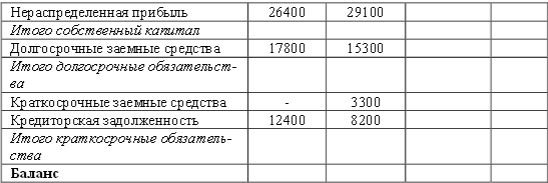 Нераспределенная прибыль 26400 29100
Итого собственный капитал
Долгосрочные заемные средства 17800 15300
Итого долгосрочные обязательст-
ва
Краткосрочные заемные средства - 3300
Кредиторская задолженность 12400 8200
Итого краткосрочные обязатель-
ства
Баланс